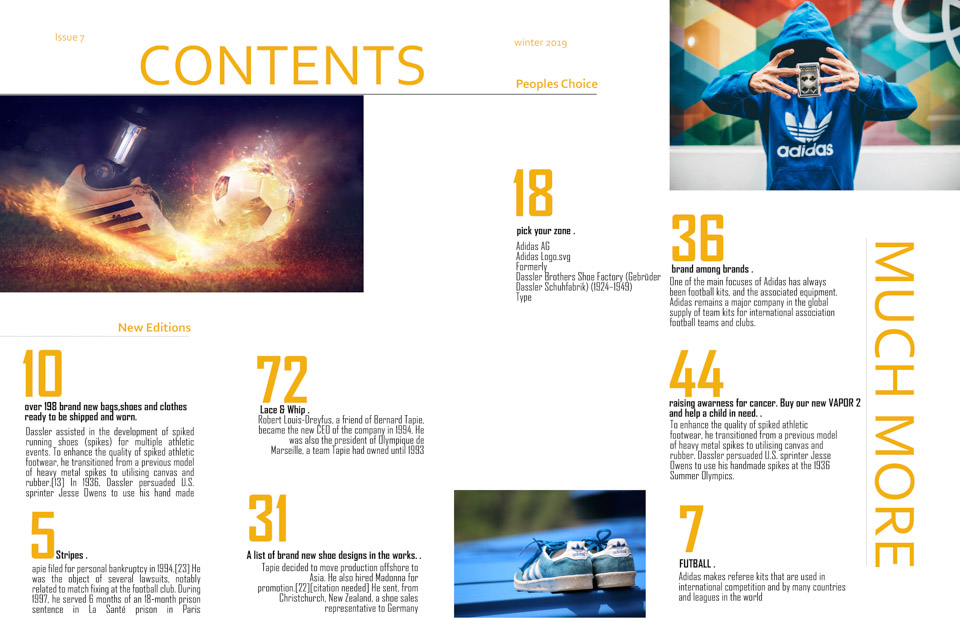 Issue 7
CONTENTS
winter 2019
Peoples Choice
adidas
18
pick your zone .
Adidas AG
Adidas Logo.svg
Formerly
Dassler Brothers Shoe Factory (Gebrüder
Dassler Schuhfabrik) (1924–1949)
Type
36
brand among brands .
One of the main focuses of Adidas has always
been football kits, and the associated equipment.
Adidas remains a major company in the global
supply of team kits for international association
football teams and clubs.
MUCH MORE
New Editions
10
over 198 brand new bags,shoes and clothes
ready to be shipped and worn.
Dassler assisted in the development of spiked
running shoes (spikes) for multiple athletic
events. To enhance the quality of spiked athletic
footwear, he transitioned from a previous model
of heavy metal spikes to utilising canvas and
rubber.[13] In 1936, Dassler persuaded U.S.
sprinter Jesse Owens to use his hand made
72
Lace & Whip .
Robert Louis-Dreyfus, a friend of Bernard Tapie,
became the new CEO of the company in 1994. He
was also the president of Olympique de
Marseille, a team Tapie had owned until 1993
44
raising awarness for cancer. Buy our new VAPOR 2
and help a child in need. .
To enhance the quality of spiked athletic
footwear, he transitioned from a previous model
of heavy metal spikes to utilising canvas and
rubber. Dassler persuaded U.S. sprinter Jesse
Owens to use his handmade spikes at the 1936
Summer Olympics.
5
Stripes .
apie filed for personal bankruptcy in 1994.[23] He
was the object of several lawsuits, notably
related to match fixing at the football club. During
1997, he served 6 months of an 18-month prison
sentence in La Santé prison in Paris
31
A list of brand new shoe designs in the works. .
Tapie decided to move production offshore to
Asia. He also hired Madonna for
promotion.[22][citation needed] He sent, from
Christchurch, New Zealand, a shoe sales
representative to Germany
7
FUTBALL .
Adidas makes referee kits that are used in
international competition and by many countries
and leagues in the world